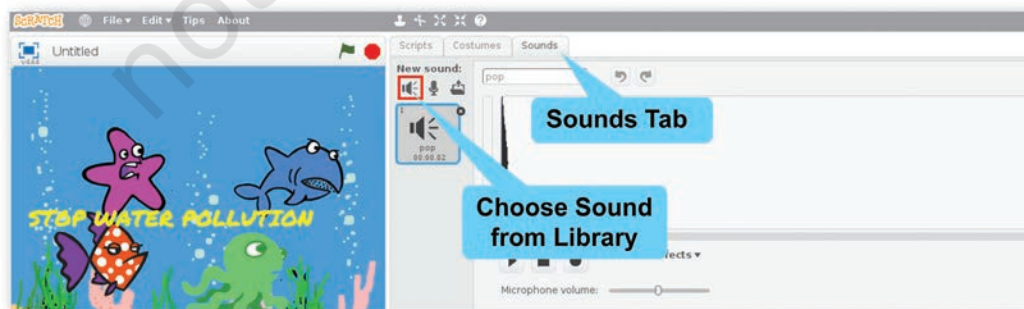 SCRATCH File▾ Edit▾ Tips About
Untitled
Scripts Costumes Sounds
New sound:
pop
1
pop
00:00.02
Sounds Tab
Choose Sound
from Library
STOP WATER POLLUTION
Microphone volume: